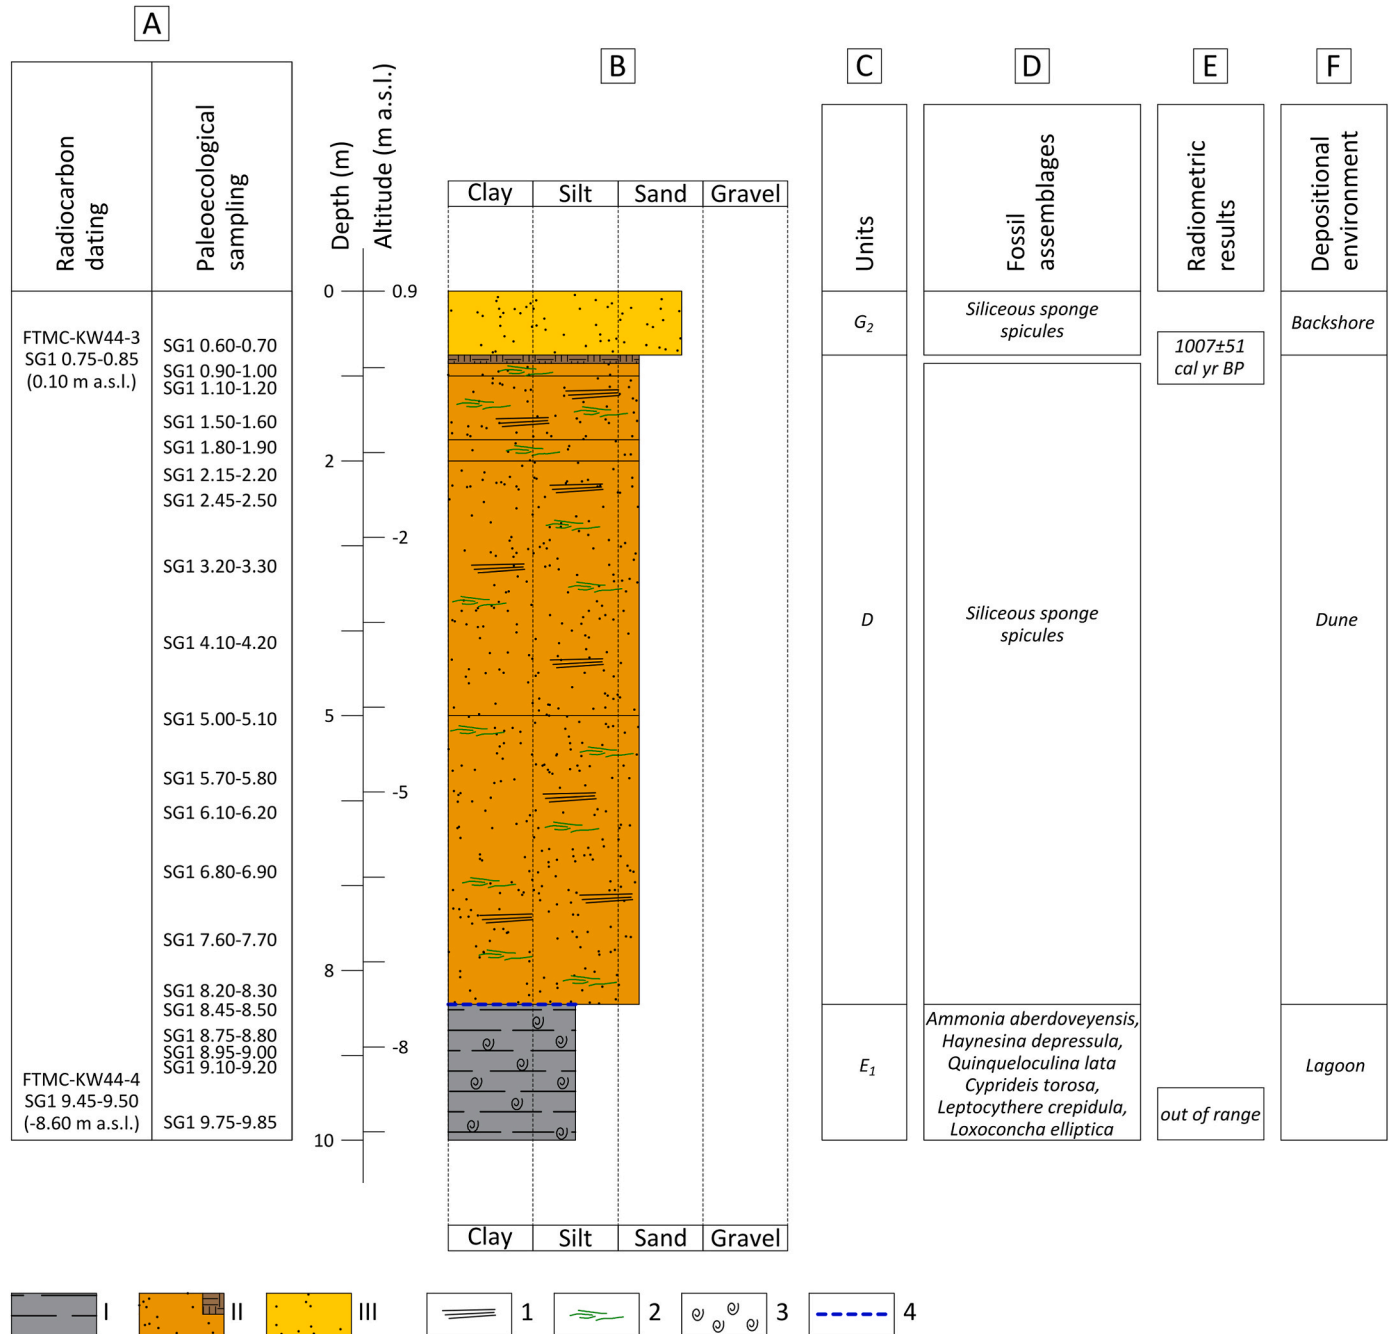 A
B
C
D
E
F
Radiocarbon
dating
Paleoecological
sampling
Depth (m)
Altitude (m a.s.l.)
Clay
Silt
Sand
Gravel
Units
Fossil
assemblages
Radiometric
results
Depositional
environment
FTMC-KW44-3
SG1 0.75-0.85
(0.10 m a.s.l.)
FTMC-KW44-4
SG1 9.45-9.50
(-8.60 m a.s.l.)
SG1 0.60-0.70
SG1 0.90-1.00
SG1 1.10-1.20
SG1 1.50-1.60
SG1 1.80-1.90
SG1 2.15-2.20
SG1 2.45-2.50
SG1 3.20-3.30
SG1 4.10-4.20
SG1 5.00-5.10
SG1 5.70-5.80
SG1 6.10-6.20
SG1 6.80-6.90
SG1 7.60-7.70
SG1 8.20-8.30
SG1 8.45-8.50
SG1 8.75-8.80
SG1 8.95-9.00
SG1 9.10-9.20
SG1 9.75-9.85
0
2
5
8
10
0.9
-2
-5
-8
G2
D
E1
Siliceous sponge
spicules
Siliceous sponge
spicules
Ammonia aberdoveyensis,
Haynesina depressula,
Quinqueloculina lata
Cyprideis torosa,
Leptocythere crepidula,
Loxoconcha elliptica
1007±51
cal yr BP
out of range
Backshore
Dune
Lagoon
Clay
Silt
Sand
Gravel
I
II
III
1
2
3
4